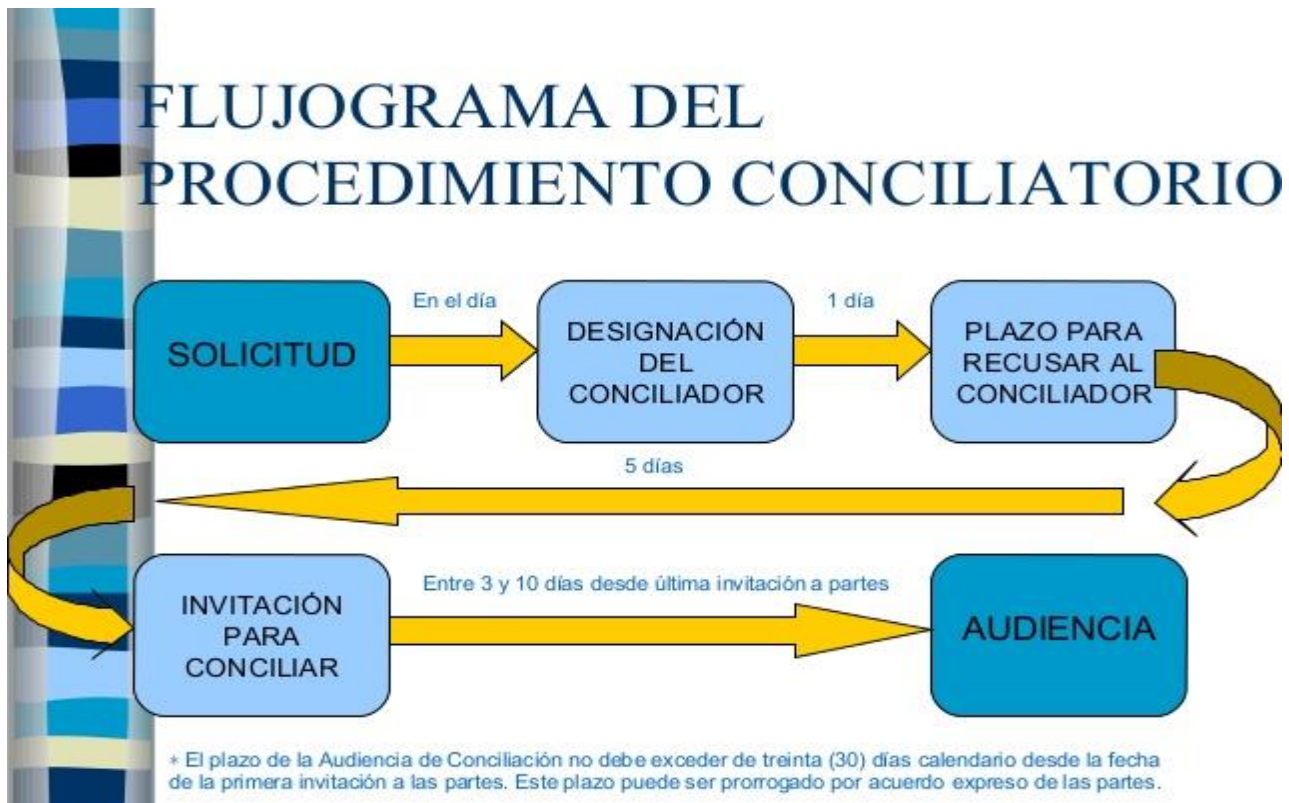 FLUJOGRAMA DEL
PROCEDIMIENTO CONCILIATORIO
SOLICITUD
En el día
DESIGNACIÓN
DEL
CONCILIADOR
1 día
PLAZO PARA
RECUSAR AL
CONCILIADOR
5 días
INVITACIÓN
PARA
CONCILIAR
Entre 3 y 10 días desde última invitación a partes
AUDIENCIA
* El plazo de la Audiencia de Conciliación no debe exceder de treinta (30) días calendario desde la fecha
de la primera invitación a las partes. Este plazo puede ser prorrogado por acuerdo expreso de las partes.